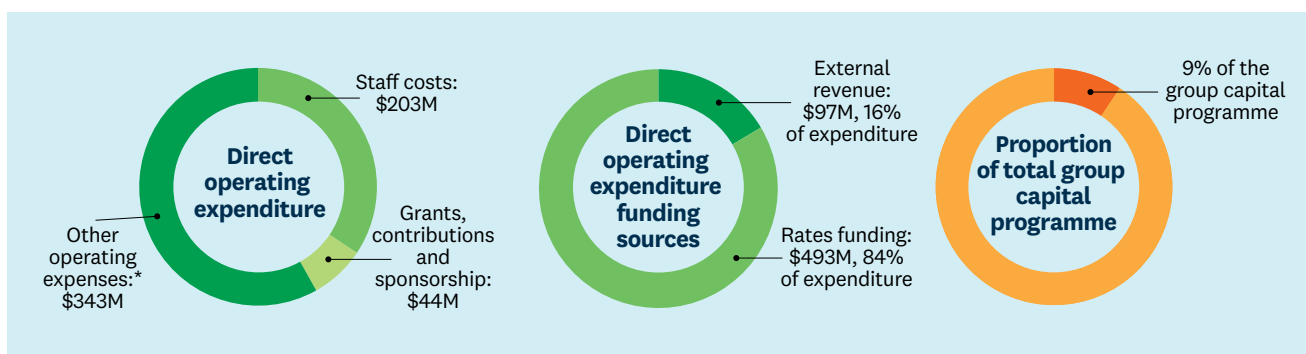 Direct
operating
expenditure
Staff costs:
$203M
Grants,
contributions
and
sponsorship:
$44M
Other
operating
expenses:*
$343M
Direct
operating
expenditure
funding
sources
External
revenue:
$97M, 16%
of expenditure
Rates funding:
$493M, 84%
of expenditure
Proportion
of total group
capital
programme
9% of the
group capital
programme